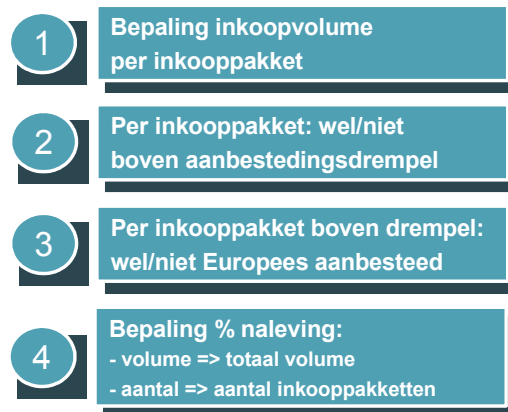 1
Bepaling inkoopvolume
per inkooppakket
2
Per inkooppakket: wel/niet
boven aanbestedingsdrempel
3
Per inkooppakket boven drempel:
wel/niet Europees aanbesteed
4
Bepaling % naleving:
- volume => totaal volume
- aantal => aantal inkooppakketten